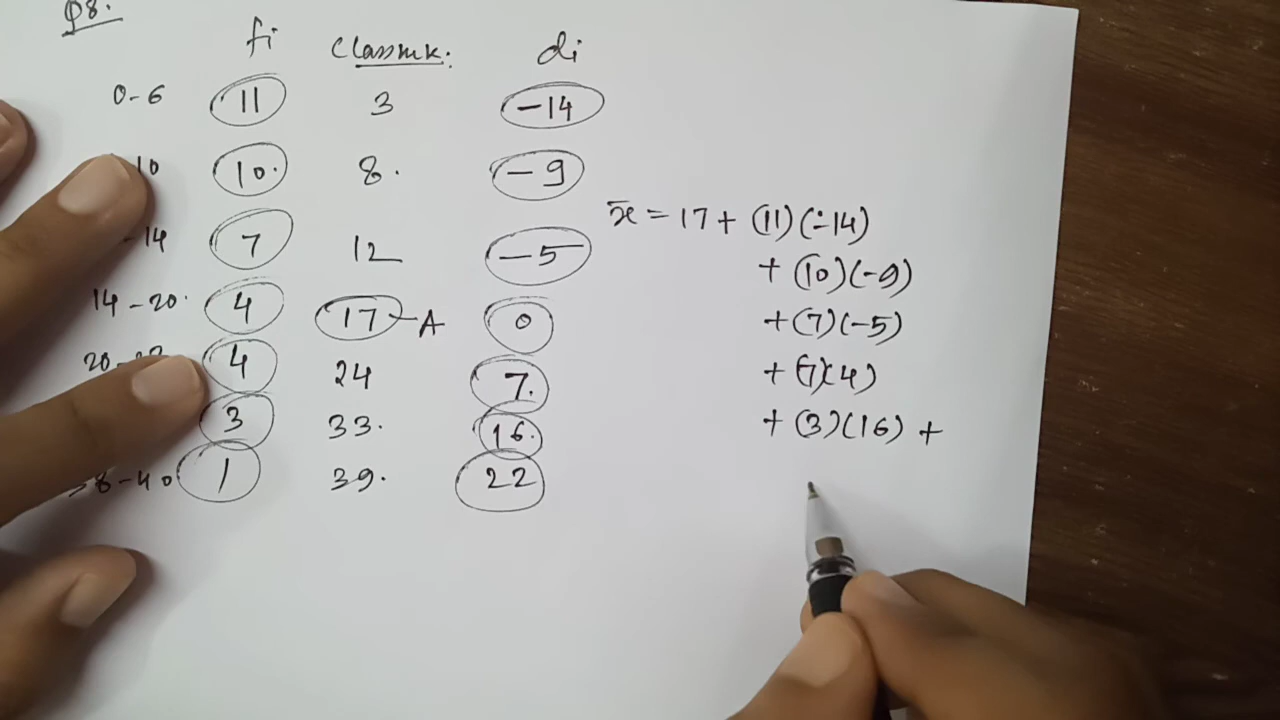 Q8.
fi classmk. di
0-6 11 3 -14
10 10. 8. -9
-14 7 12 -5
14-20. 4 17-A 0
20- 4 24 7.
3 33. 16.
8-40 1 39. 22
x̄ = 17 + (11)(-14)
+ (10)(-9)
+ (7)(-5)
+ (7)(4)
+ (3)(16) +